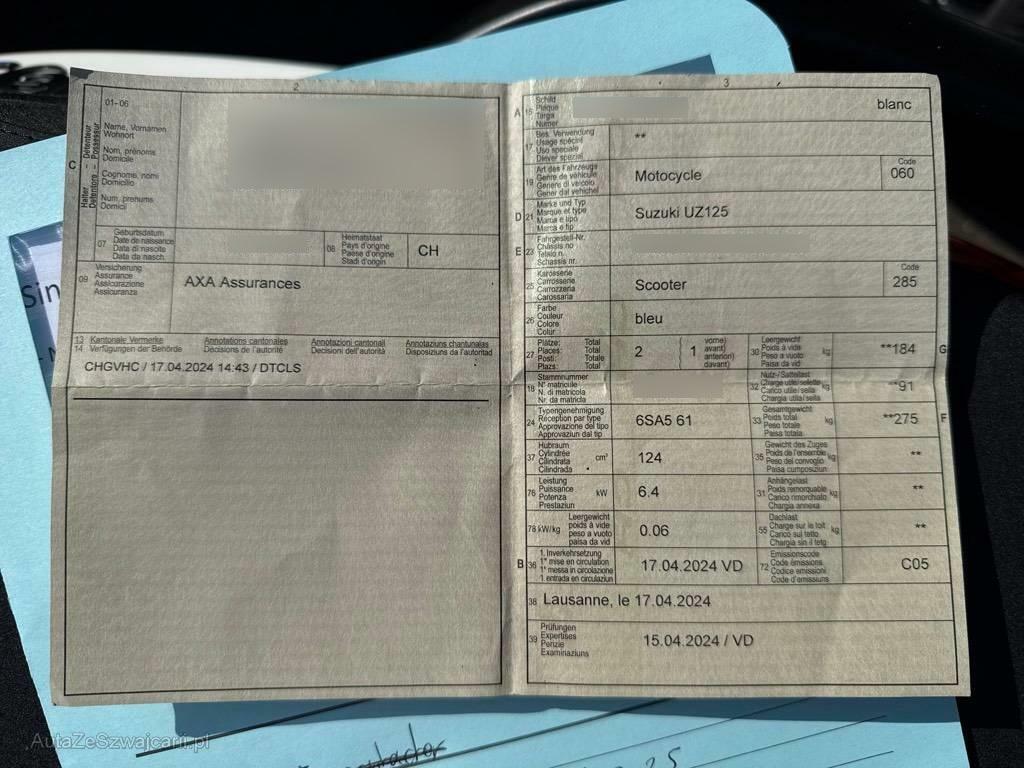 2
01-06
Halter – Détenteur
Detentore – Possessur
C
Name, Vornamen
Wohnort
Nom, prénoms
Domicile
Cognome, nomi
Domicilio
Num, prenums
Domicil
07
Geburtsdatum
Date de naissance
Data di nascita
Data da nasch.
08
Heimatstaat
Pays d'origine
Paese d'origine
Stadi d'origin
CH
09
Versicherung
Assurance
Assicurazione
Assicuranza
AXA Assurances
13 Kantonale Vermerke Annotations cantonales Annotazioni cantonali Annotaziuns chantunalas
14 Verfügungen der Behörde Décisions de l'autorité Decisioni dell'autorità Disposiziuns da l'autoritad
CHGVHC / 17.04.2024 14:43 / DTCLS
3
A 15
Schild
Plaque
Targa
Numer
blanc
17
Bes. Verwendung
Usage spécial
Uso speciale
Diever spezial
**
19
Art des Fahrzeugs
Genre de véhicule
Genere di veicolo
Gener dal vehichel
Motocycle
Code
060
D 21
Marke und Typ
Marque et type
Marca e tipo
Marca e tip
Suzuki UZ125
E 23
Fahrgestell-Nr.
Châssis no
Telaio n.
Schassis nr.
25
Karosserie
Carrosserie
Carrozzeria
Carossaria
Scooter
Code
285
26
Farbe
Couleur
Colore
Colur
bleu
27
Plätze: Total
Places: Total
Posti: Totale
Plazs: Total
2
1
vorne)
avant)
anteriori)
davant)
30
Leergewicht
Poids à vide
Peso a vuoto
Paisa da vid
kg
**184
G
18
Stammnummer
N° matricule
N. di matricola
Nr. da matricla
32
Nutz-/Sattellast
Charge utile/sellette
Carico utile/sella
Chargia utila/sella
kg
**91
24
Typengenehmigung
Réception par type
Approvazione del tipo
Approvaziun dal tip
6SA5 61
33
Gesamtgewicht
Poids total
Peso totale
Paisa totala
kg
**275
F
37
Hubraum
Cylindrée
Cilindrata
Cilindrada
cm³
124
35
Gewicht des Zuges
Poids de l'ensemble
Peso del convoglio
Paisa cumposiziun
kg
**
76
Leistung
Puissance
Potenza
Prestaziun
kW
6.4
31
Anhängelast
Poids remorquable
Carico rimorchiato
Chargia annexa
kg
**
78 kW/kg
Leergewicht
poids à vide
peso a vuoto
paisa da vid
0.06
55
Dachlast
Charge sur le toit
Carico sul tetto
Chargia sin il tetg
kg
**
B 36
1. Inverkehrsetzung
1re mise en circulation
1a messa in circolazione
1. entrada en circulaziun
17.04.2024 VD
72
Emissionscode
Code émissions
Codice emissioni
Code d'emissiuns
C05
38
Lausanne, le 17.04.2024
39
Prüfungen
Expertises
Perizie
Examinaziuns
15.04.2024 / VD
AutaZeSzwajcarii.pl